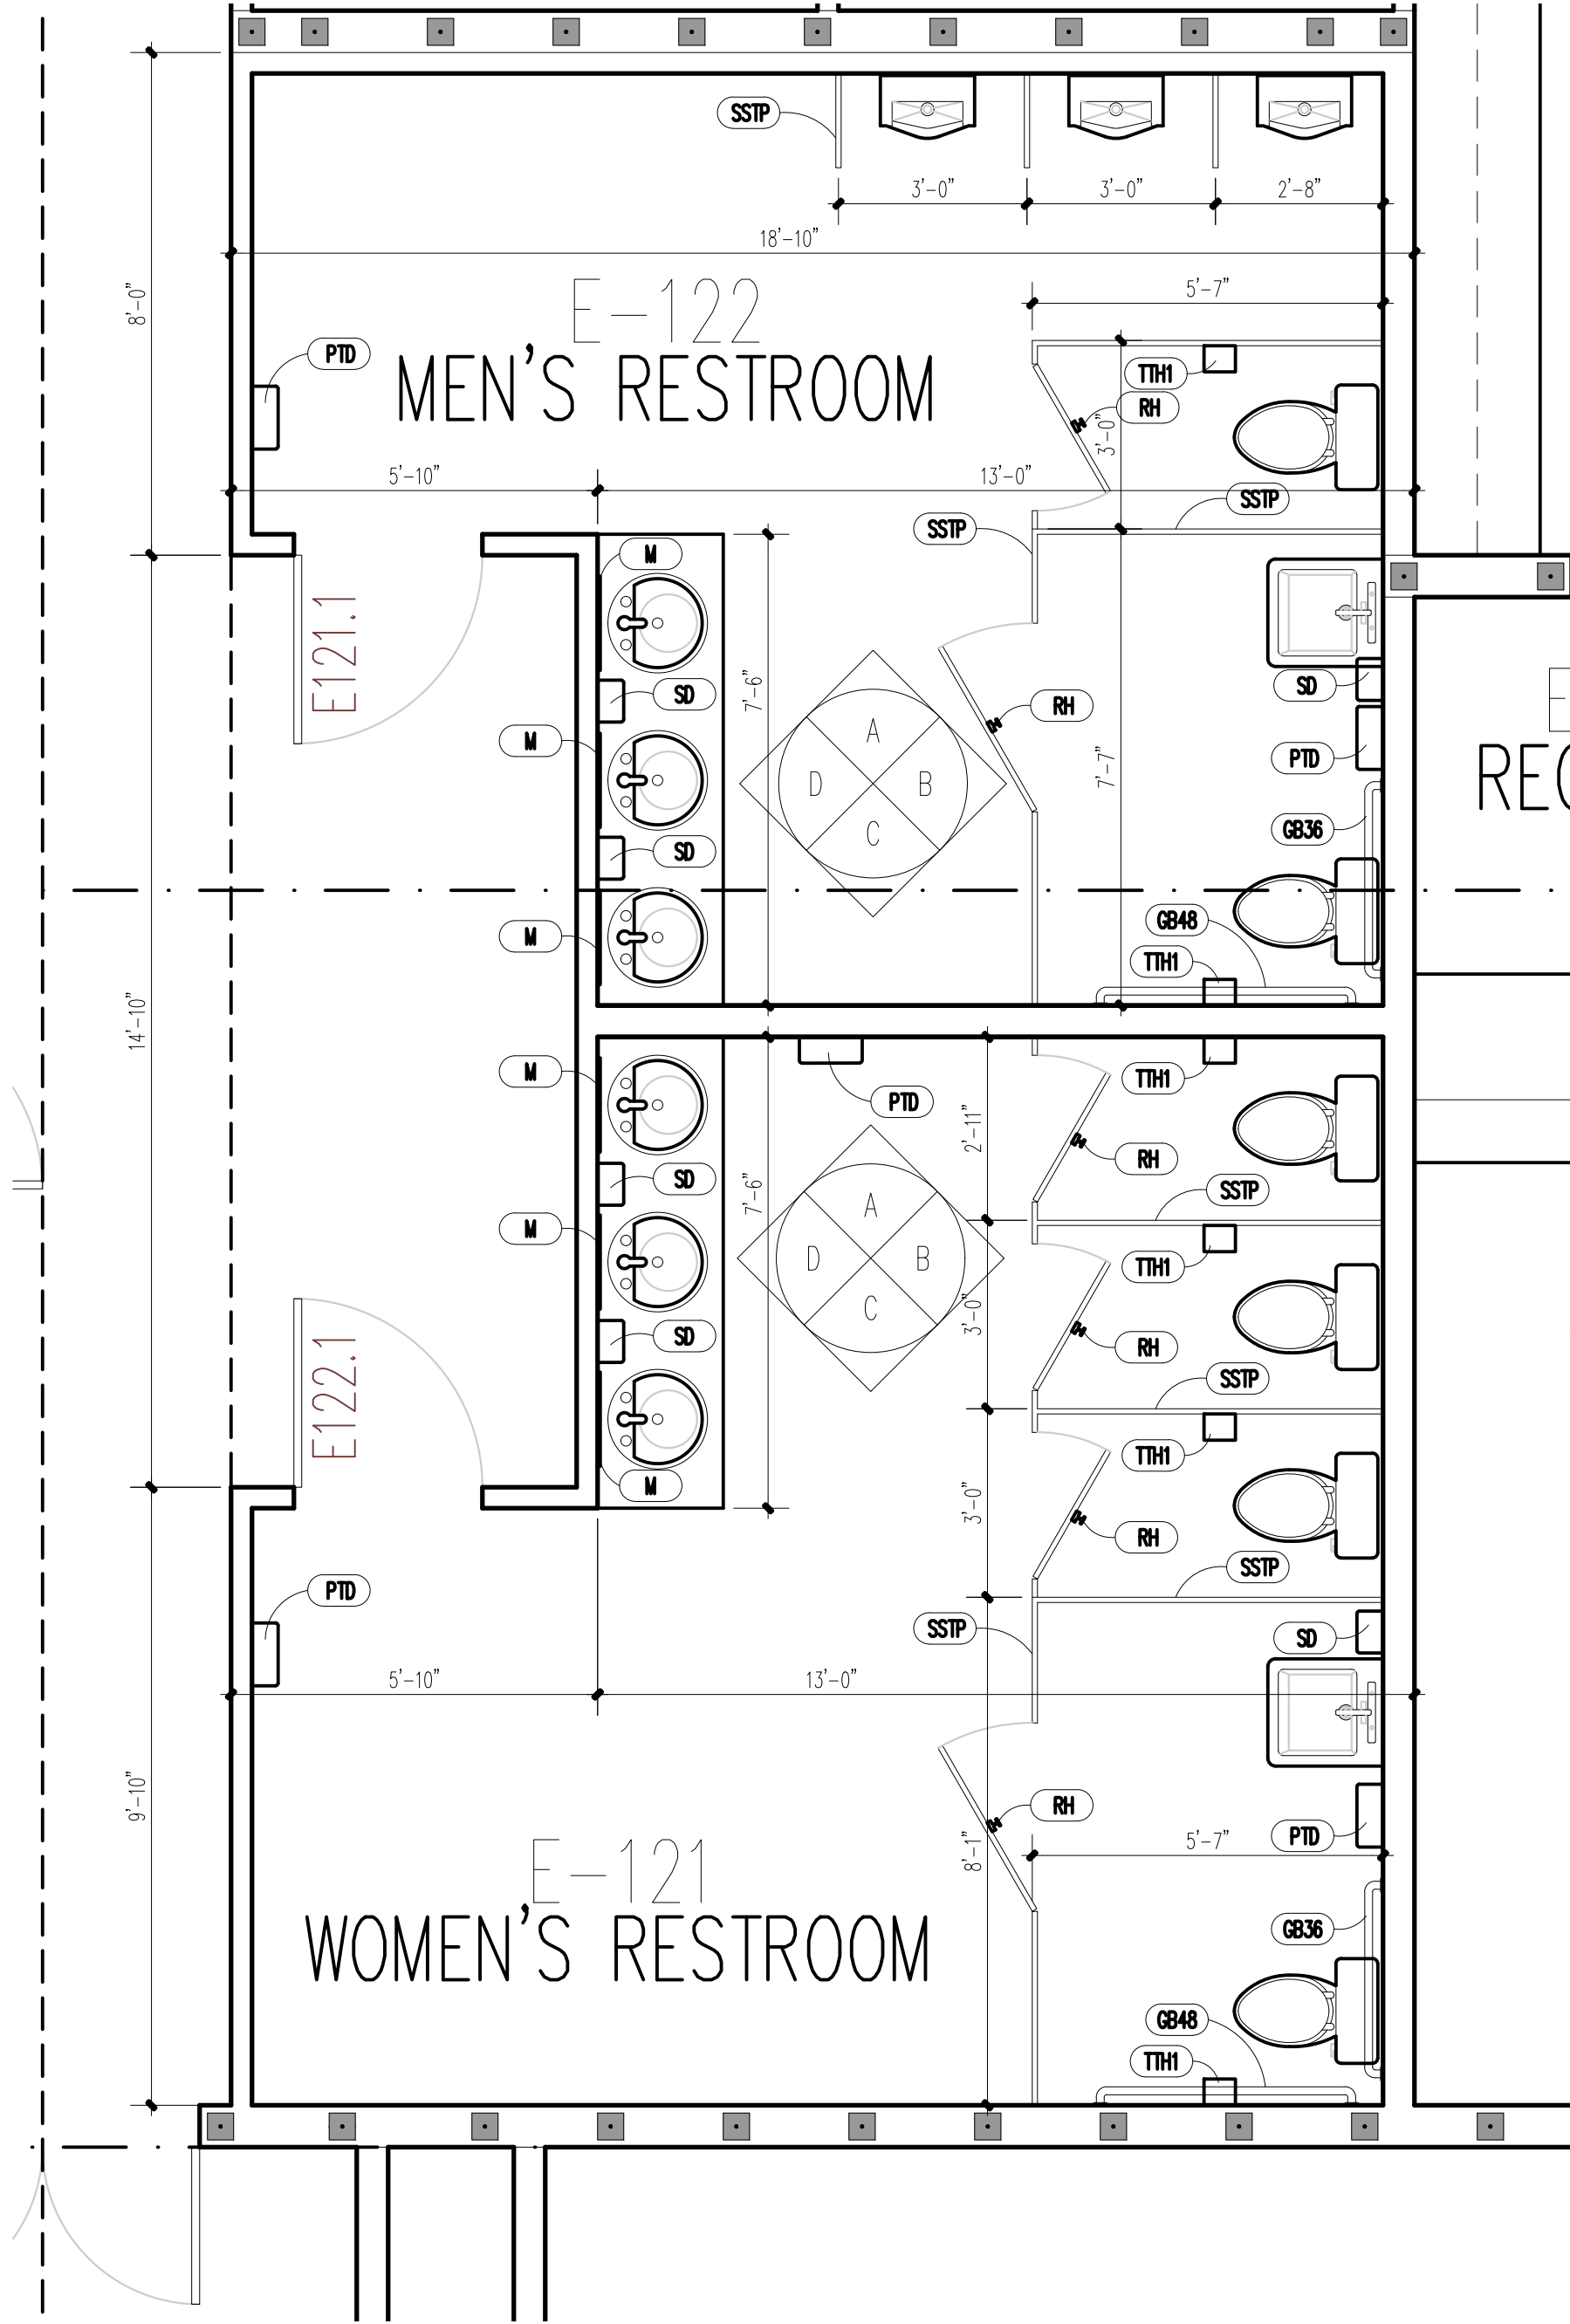 SSTP
3'-0"
3'-0"
2'-8"
18'-10"
8'-0"
E-122
MEN'S RESTROOM
5'-7"
PTD
TTH1
RH
3'-0"
5'-10"
13'-0"
SSTP
SSTP
M
E121.1
SD
M
7'-6"
RH
A
B
C
D
SD
PTD
7'-7"
GB36
SD
M
GB48
TTH1
14'-10"
M
PTD
TTH1
2'-11"
RH
SD
7'-6"
SSTP
M
A
B
C
D
TTH1
3'-0"
SD
RH
SSTP
E122.1
M
TTH1
3'-0"
RH
SSTP
PTD
SSTP
SD
5'-10"
13'-0"
9'-10"
RH
8'-1"
5'-7"
PTD
E-121
WOMEN'S RESTROOM
GB36
GB48
TTH1
E
REC